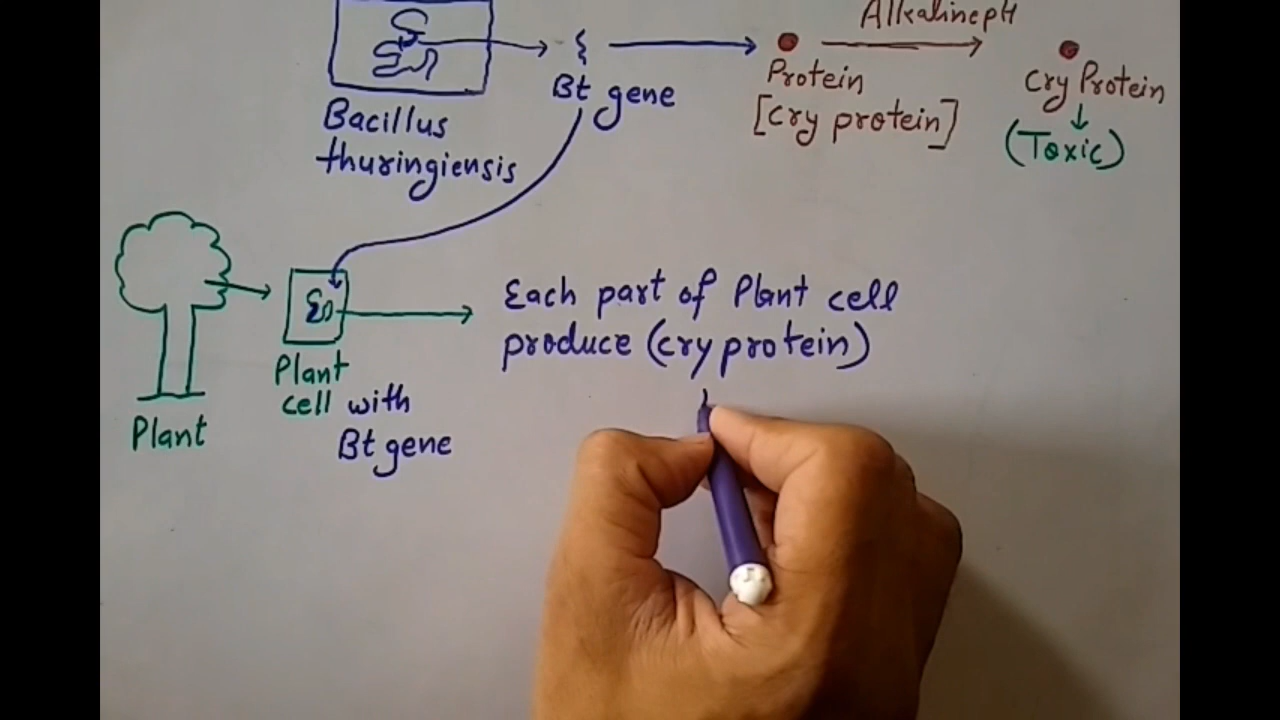 Alkaline pH
Bt gene
Protein
[Cry protein]
Cry Protein
(Toxic)
Bacillus
thuringiensis
Each part of Plant cell
produce (cry protein)
Plant
cell with
Bt gene
Plant